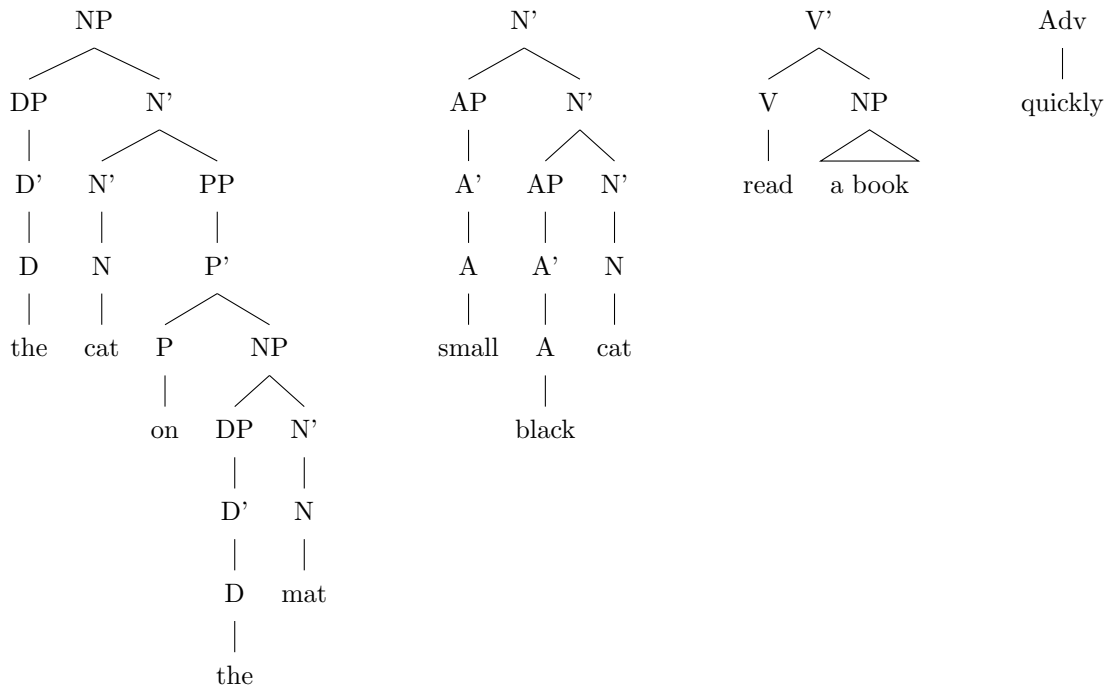 NP N' V' Adv
DP N' AP N' V NP quickly
D' N' PP A' AP N' read a book
D N P' A A' N
the cat P NP small A cat
on DP N' black
D' N
D mat
the